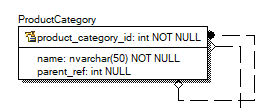 ProductCategory
product_category_id: int NOT NULL
name: nvarchar(50) NOT NULL
parent_ref: int NULL